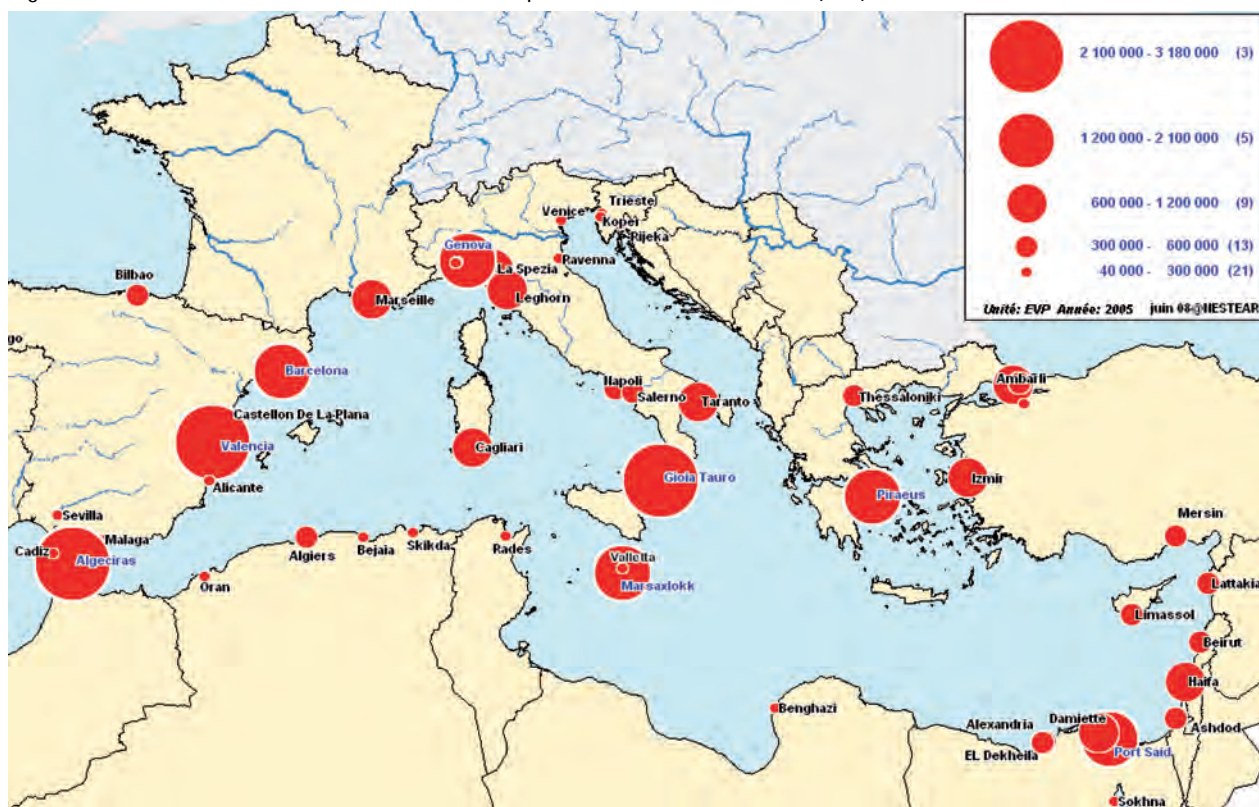 2 100 000 - 3 180 000 (3)
1 200 000 - 2 100 000 (5)
600 000 - 1 200 000 (9)
300 000 - 600 000 (13)
40 000 - 300 000 (21)
Unité: EVP Année: 2005 juin 08@NESTEAR
Venice
Trieste
Koper
Rijeka
Genova
Ravenna
La Spezia
Bilbao
Marseille
Leghorn
go
Barcelona
Napoli
Salerno
Taranto
Thessaloniki
Ambarli
Castellon De La Plana
Valencia
Cagliari
Gioia Tauro
Izmir
Piraeus
Alicante
Sevilla
Malaga
Cadiz
Algeciras
Algiers
Bejaia
Skikda
Rades
Oran
Valletta
Marsaxlokk
Mersin
Lattakia
Limassol
Beirut
Haifa
Benghazi
Alexandria
Damiette
Ashdod
EL Dekheila
Port Said
Sokhna